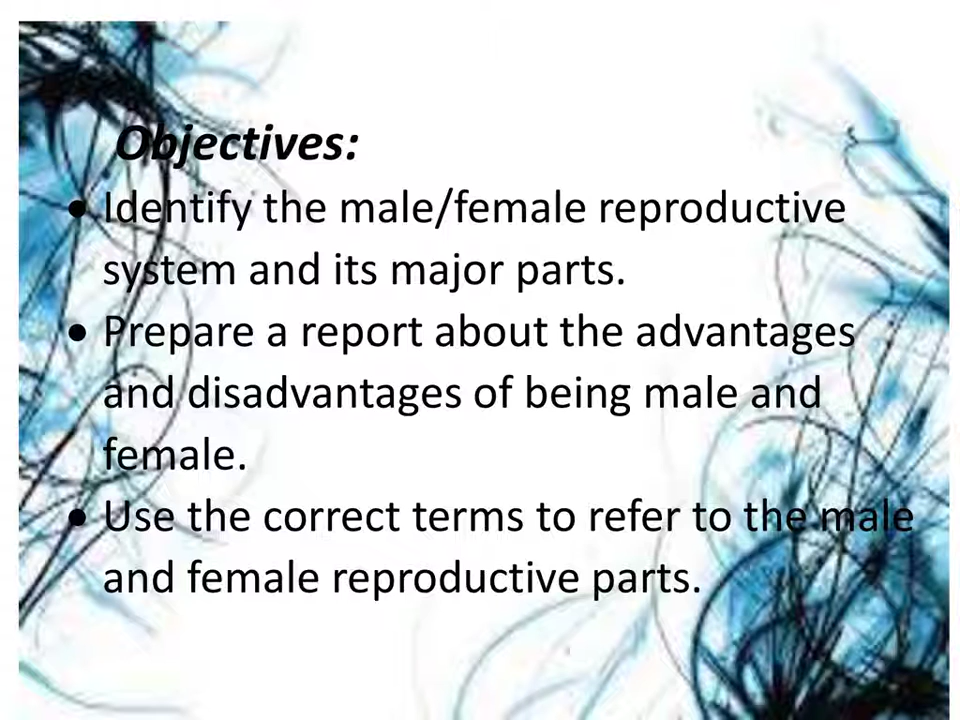 Objectives:
• Identify the male/female reproductive
system and its major parts.
• Prepare a report about the advantages
and disadvantages of being male and
female.
• Use the correct terms to refer to the male
and female reproductive parts.